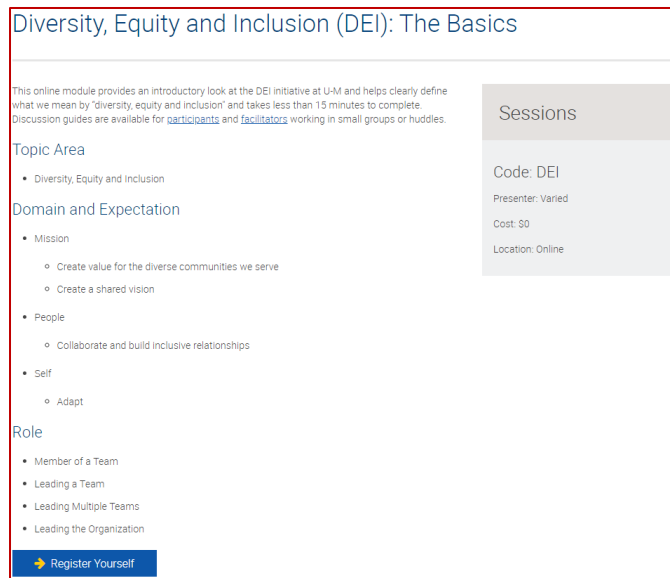 Diversity, Equity and Inclusion (DEI): The Basics
This online module provides an introductory look at the DEI initiative at U-M and helps clearly define
what we mean by "diversity, equity and inclusion" and takes less than 15 minutes to complete.
Discussion guides are available for participants and facilitators working in small groups or huddles.
Topic Area
Diversity, Equity and Inclusion
Domain and Expectation
Mission
Create value for the diverse communities we serve
Create a shared vision
People
Collaborate and build inclusive relationships
Self
Adapt
Role
Member of a Team
Leading a Team
Leading Multiple Teams
Leading the Organization
Register Yourself
Sessions
Code: DEI
Presenter: Varied
Cost: $0
Location: Online